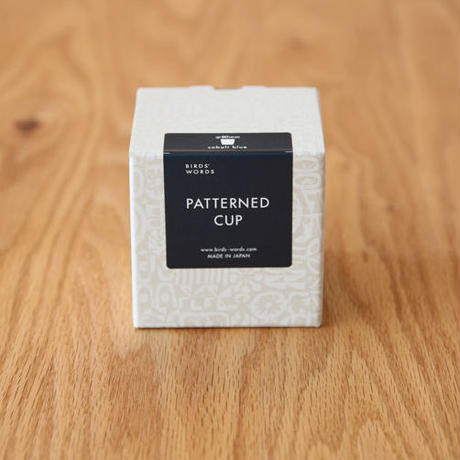 cobalt blue
BIRDS'
WORDS
PATTERNED
CUP
www.birds-words.com
MADE IN JAPAN